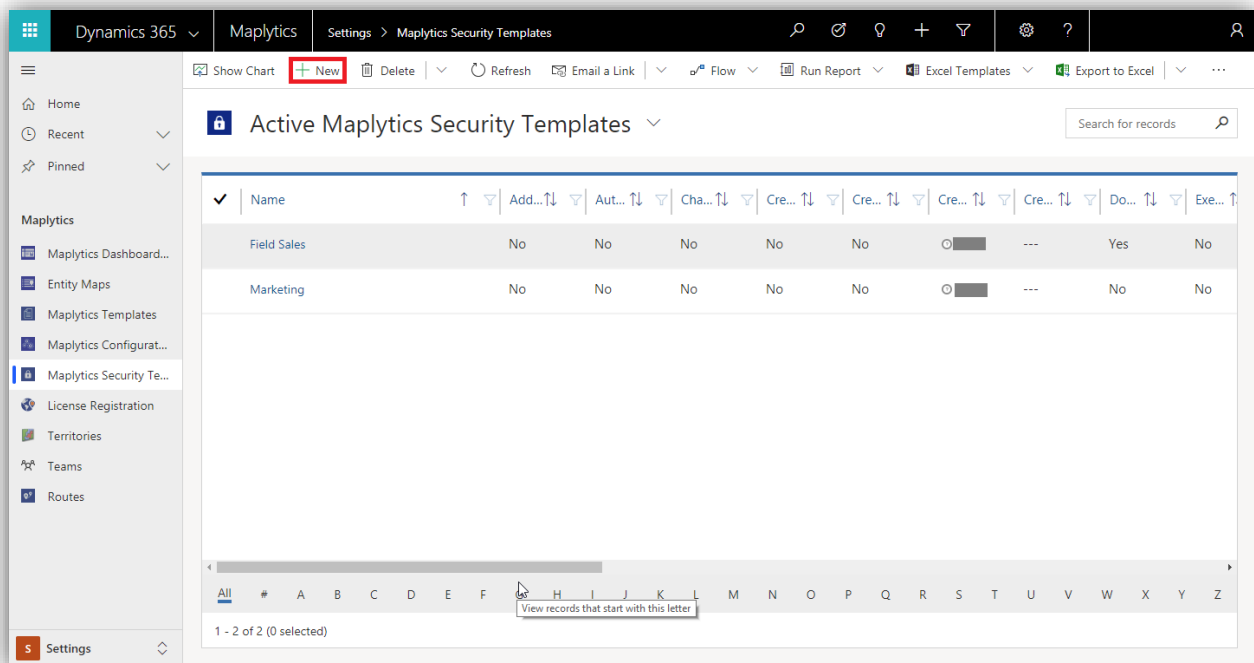 Dynamics 365 Maplytics Settings > Maplytics Security Templates ?
Show Chart New Delete Refresh Email a Link Flow Run Report Excel Templates Export to Excel ...
Home
Recent
Pinned
Active Maplytics Security Templates
Search for records
Maplytics
Maplytics Dashboard...
Entity Maps
Maplytics Templates
Maplytics Configurat...
Maplytics Security Te...
License Registration
Territories
Teams
Routes
Name Add... Aut... Cha... Cre... Cre... Cre... Cre... Do... Exe...
Field Sales No No No No No --- Yes No
Marketing No No No No No --- No No
All # A B C D E F G H I J K L M N O P Q R S T U V W X Y Z
View records that start with this letter
1 - 2 of 2 (0 selected)
S Settings